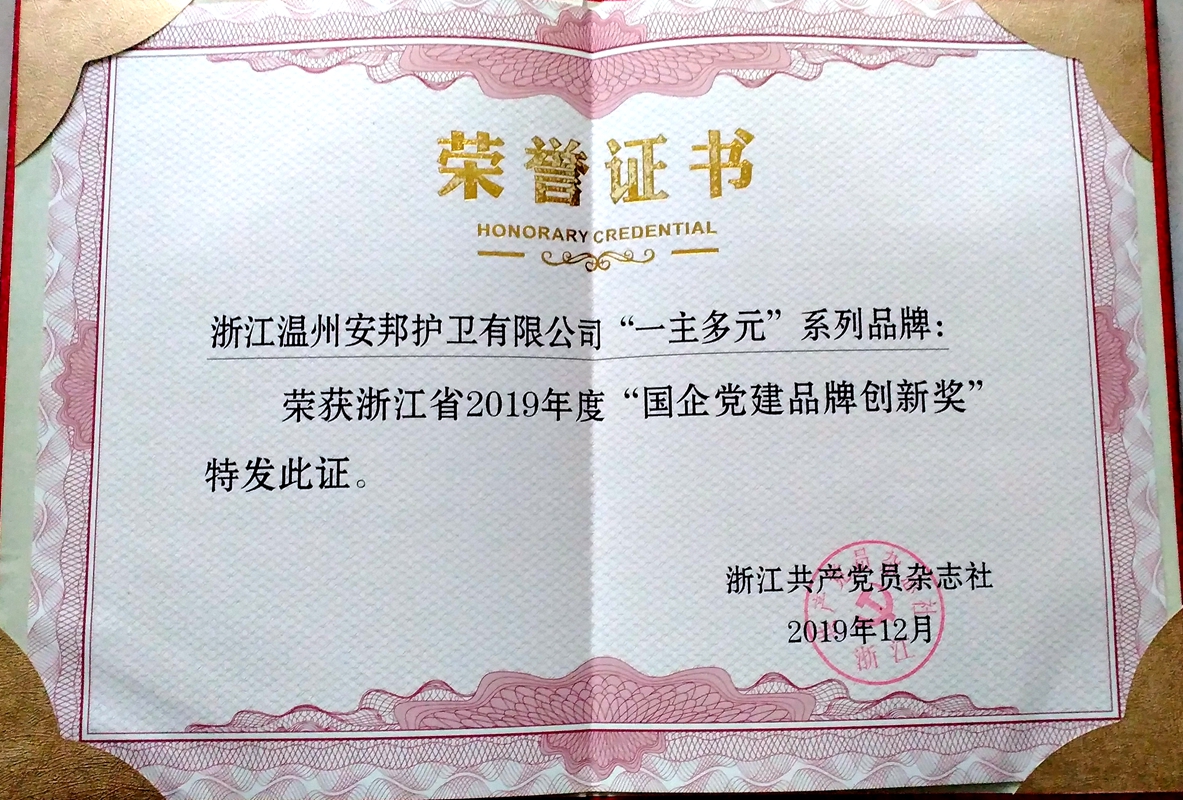 荣誉证书
HONORARY CREDENTIAL
浙江温州安邦护卫有限公司“一主多元”系列品牌：
荣获浙江省2019年度“国企党建品牌创新奖”
特发此证。
浙江共产党员杂志社
2019年12月
浙江